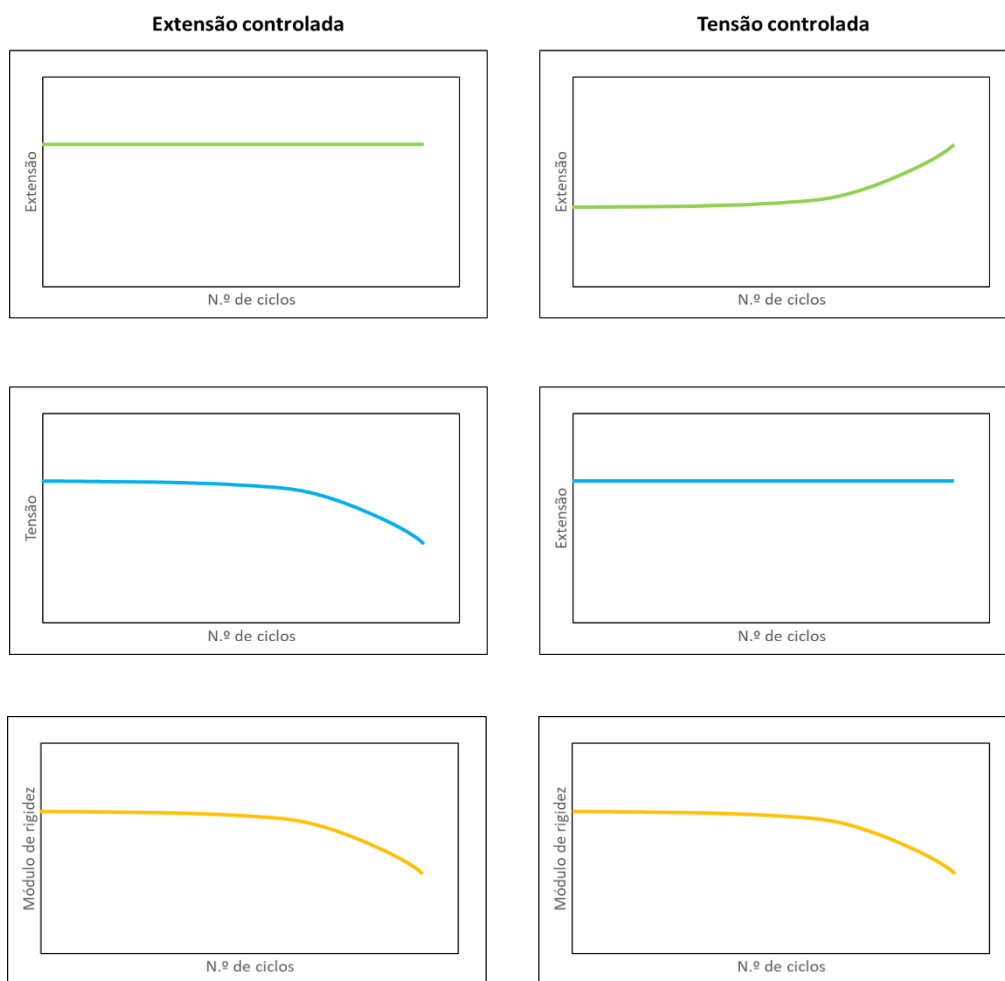 Extensão controlada
Tensão controlada
Extensão
N.º de ciclos
Extensão
N.º de ciclos
Tensão
N.º de ciclos
Extensão
N.º de ciclos
Módulo de rigidez
N.º de ciclos
Módulo de rigidez
N.º de ciclos